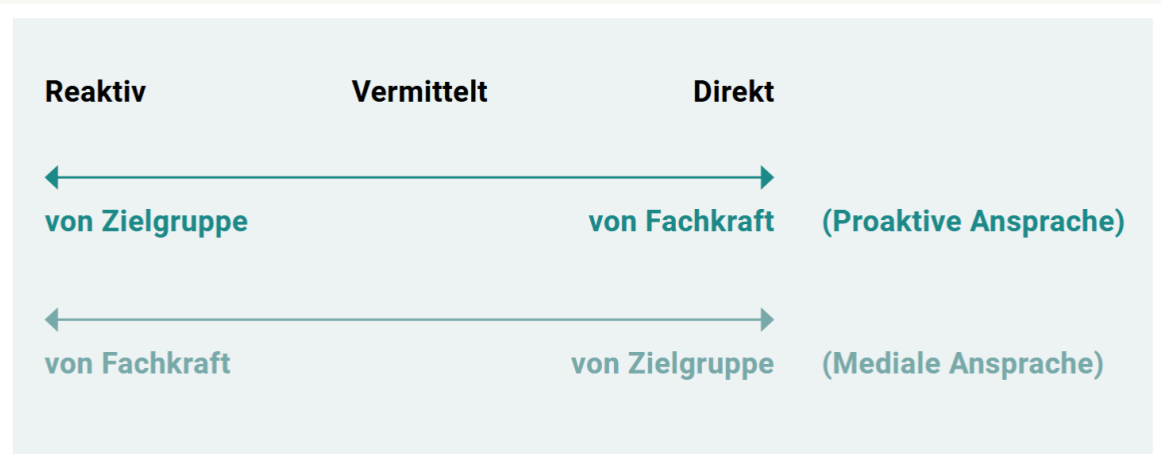 Reaktiv Vermittelt Direkt
von Zielgruppe von Fachkraft (Proaktive Ansprache)
von Fachkraft von Zielgruppe (Mediale Ansprache)